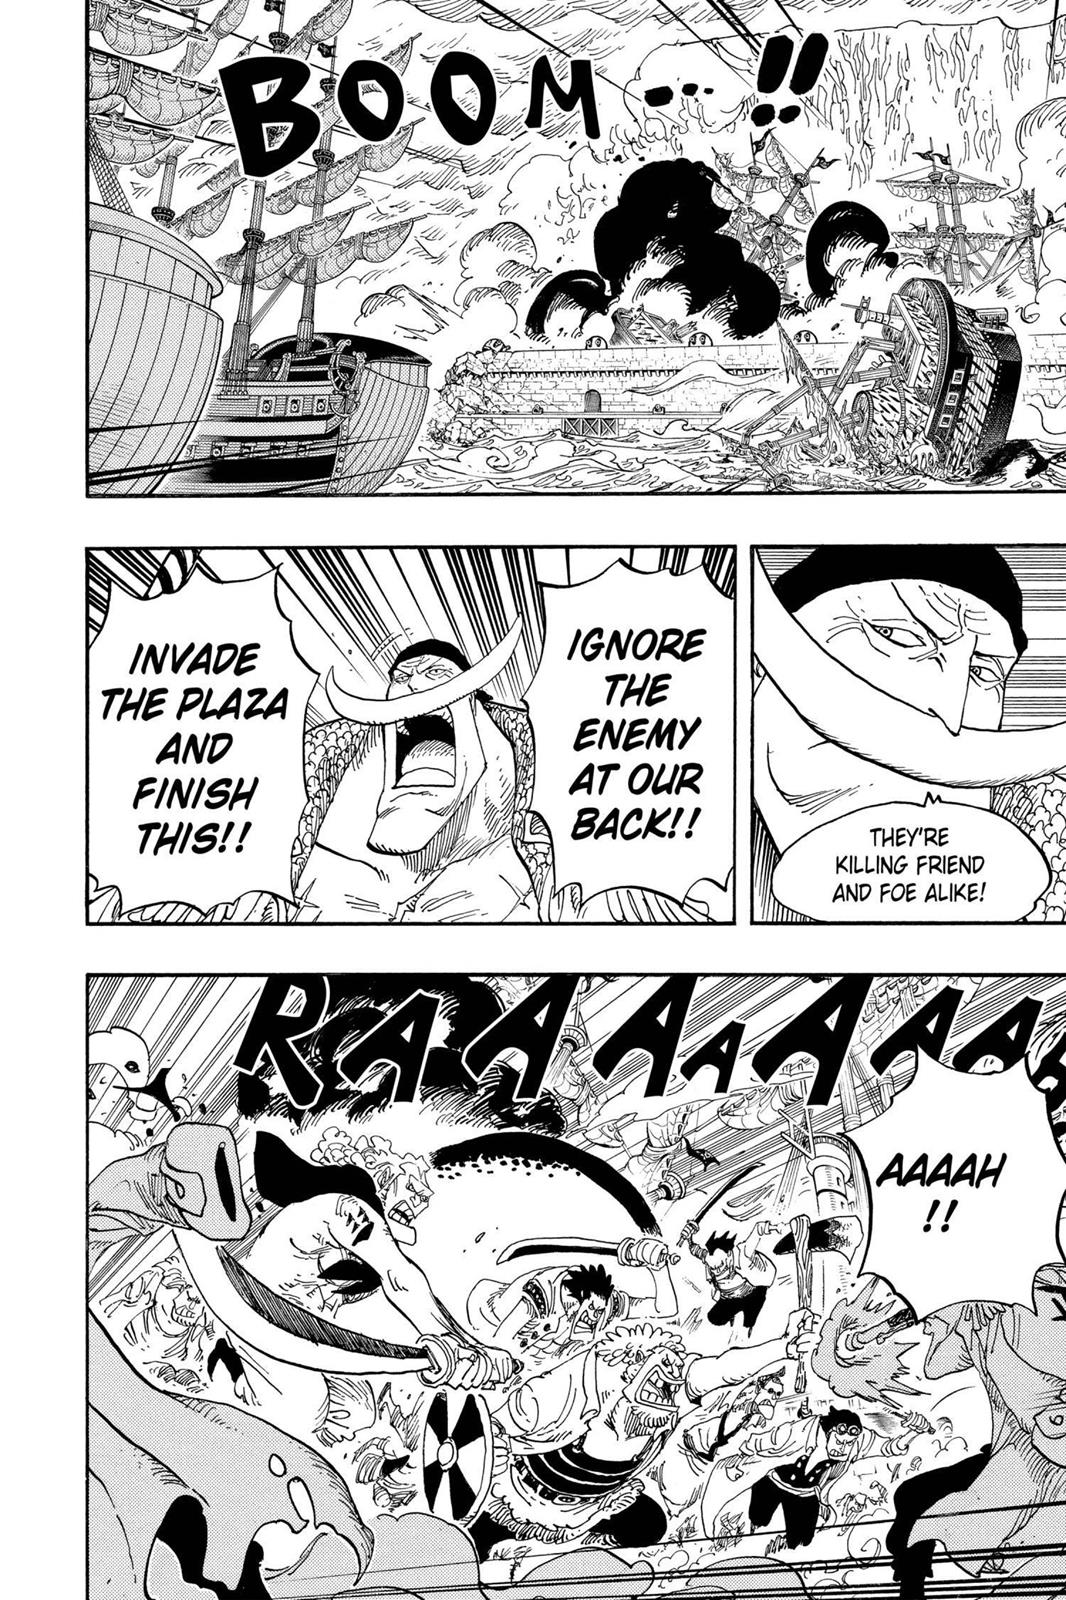 BOOM...!!
THEY'RE
KILLING FRIEND
AND FOE ALIKE!
IGNORE
THE
ENEMY
AT OUR
BACK!!
INVADE
THE PLAZA
AND
FINISH
THIS!!
RAAAAAAAA
AAAAH
!!